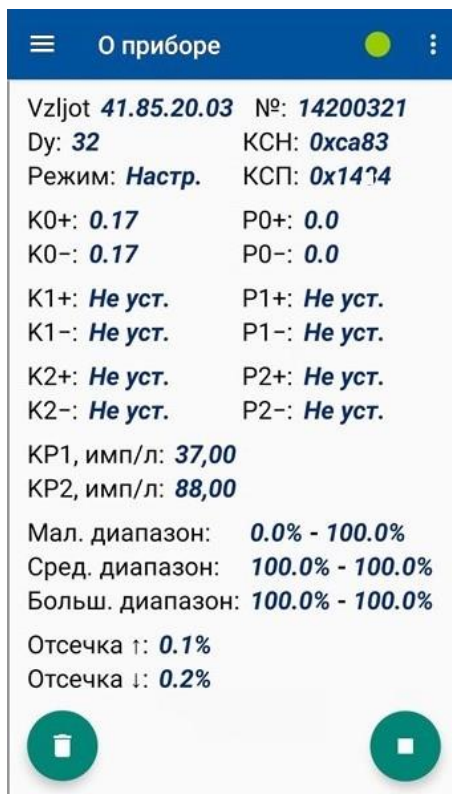 О приборе
Vzljot 41.85.20.03 №: 14200321
Dy: 32 КСН: 0xca83
Режим: Настр. КСП:
K0+: 0.17 P0+: 0.0
K0−: 0.17 P0−: 0.0
K1+: Не уст. P1+: Не уст.
K1−: Не уст. P1−: Не уст.
K2+: Не уст. P2+: Не уст.
K2−: Не уст. P2−: Не уст.
КР1, имп/л: 37,00
КР2, имп/л: 88,00
Мал. диапазон: 0.0% - 100.0%
Сред. диапазон: 100.0% - 100.0%
Больш. диапазон: 100.0% - 100.0%
Отсечка ↑: 0.1%
Отсечка ↓: 0.2%